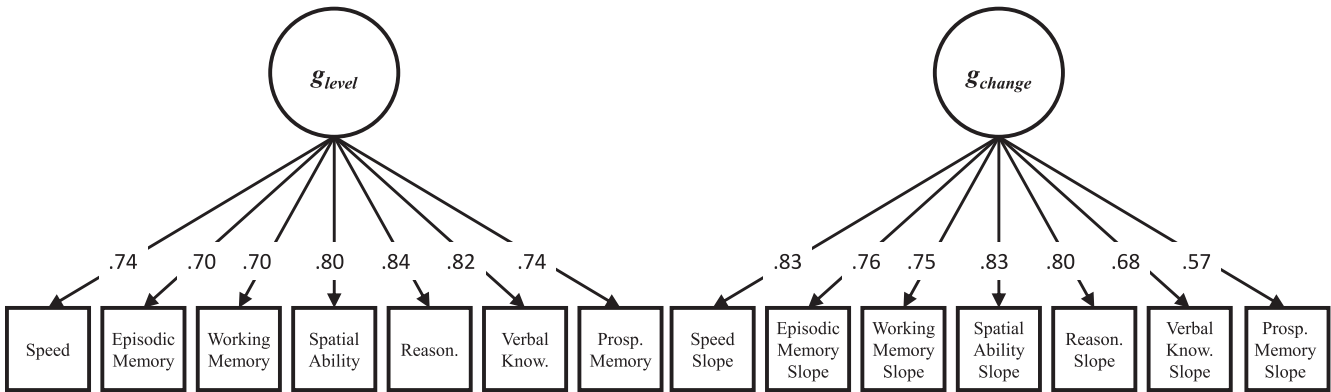 g level
g change
.74 .70 .70 .80 .84 .82 .74
.83 .76 .75 .83 .80 .68 .57
Speed
Episodic
Memory
Working
Memory
Spatial
Ability
Reason.
Verbal
Know.
Prosp.
Memory
Speed
Slope
Episodic
Memory
Slope
Working
Memory
Slope
Spatial
Ability
Slope
Reason.
Slope
Verbal
Know.
Slope
Prosp.
Memory
Slope